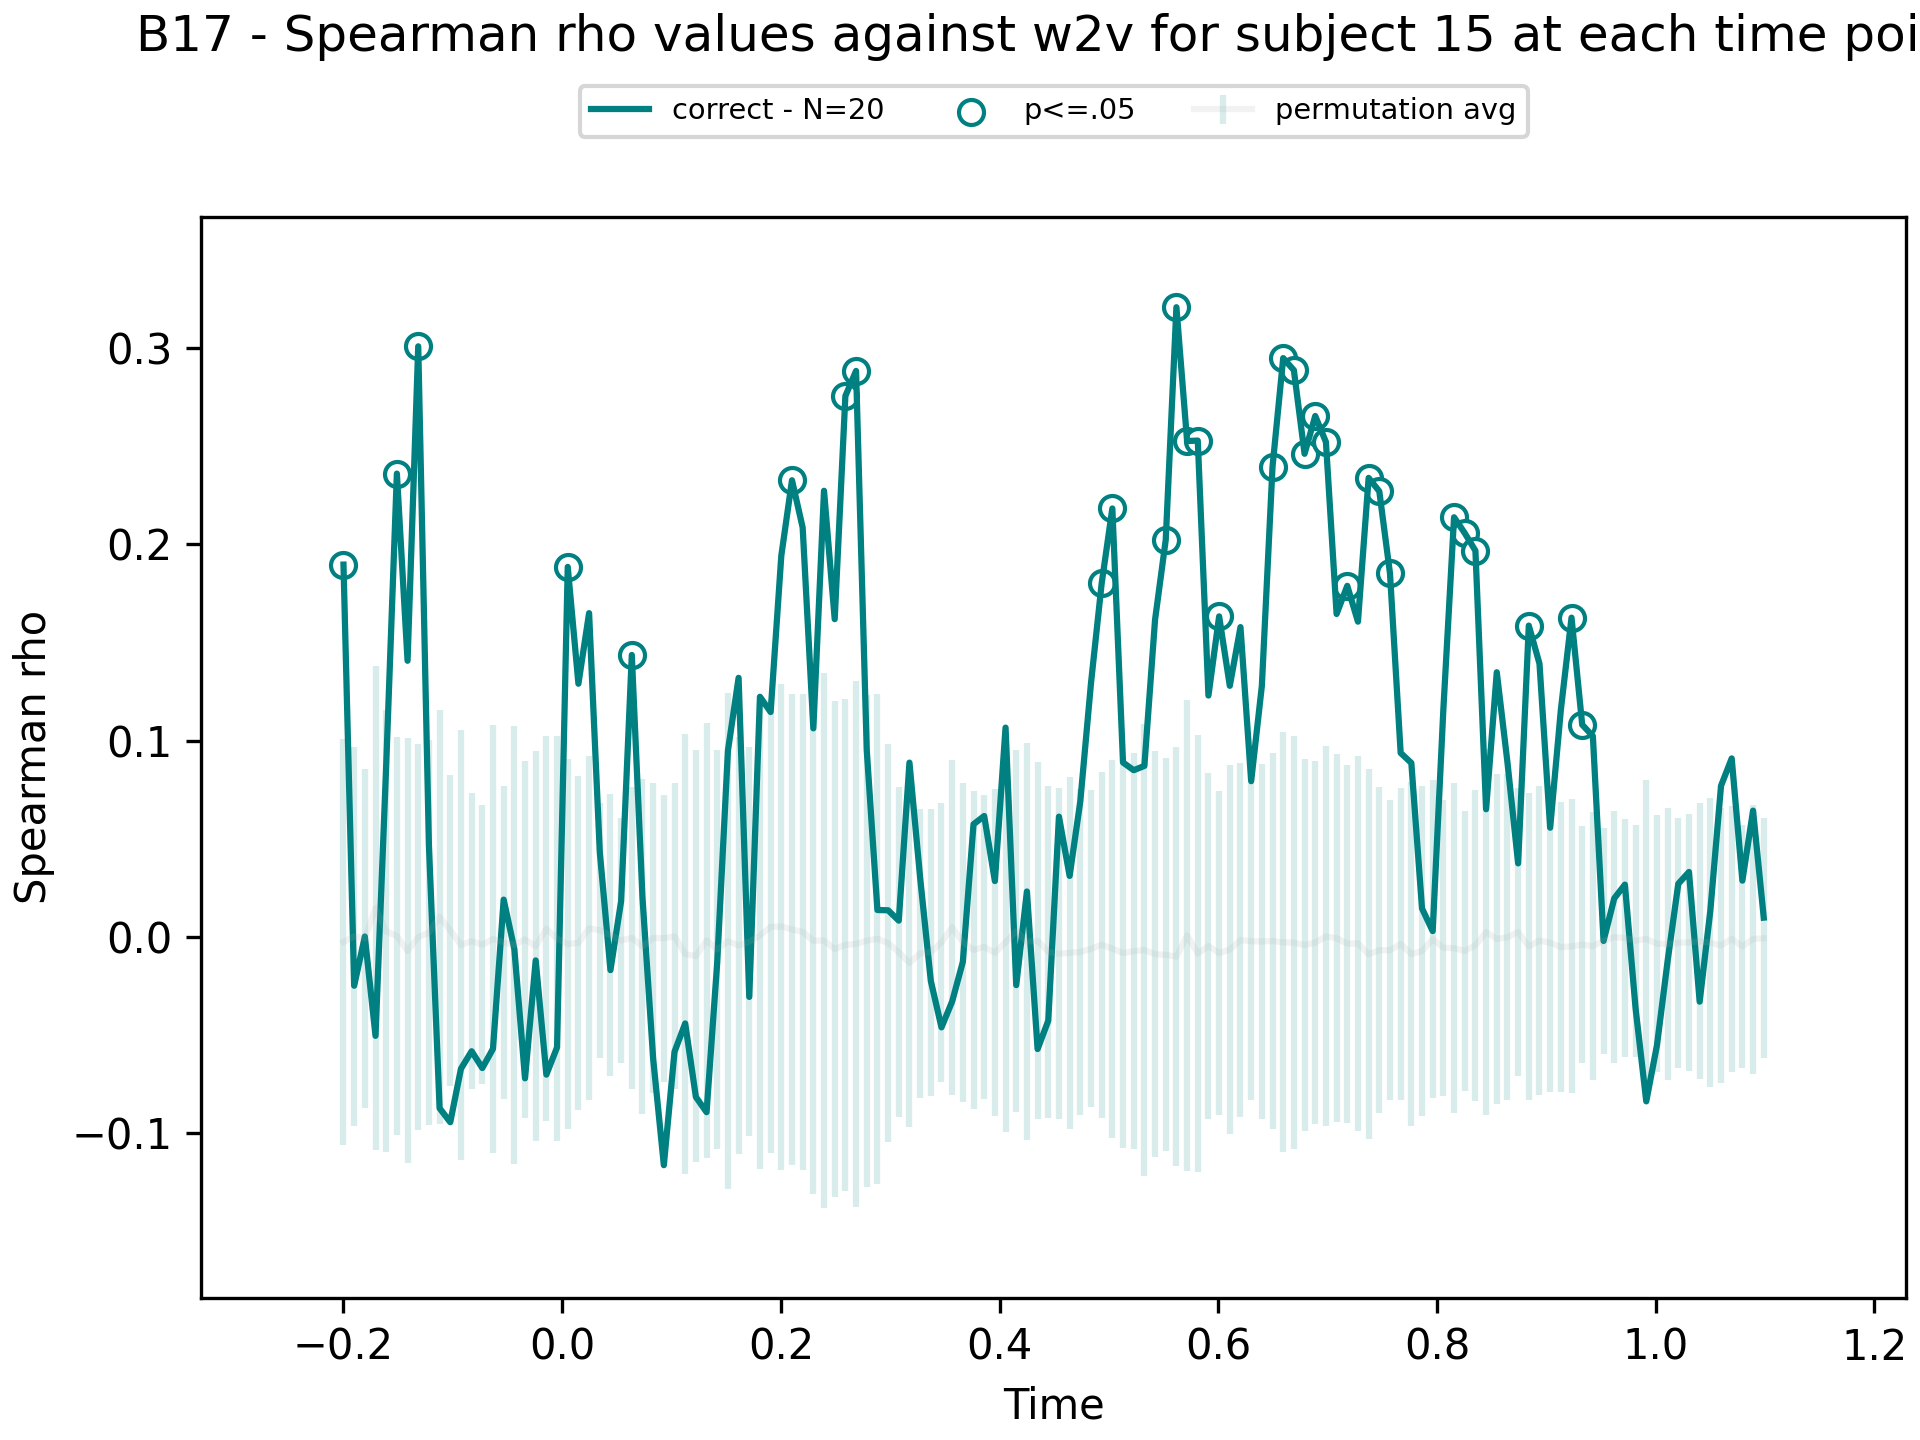 B17 - Spearman rho values against w2v for subject 15 at each time poi
correct - N=20 p<=.05 permutation avg
Spearman rho
0.3
0.2
0.1
0.0
−0.1
−0.2 0.0 0.2 0.4 0.6 0.8 1.0 1.2
Time